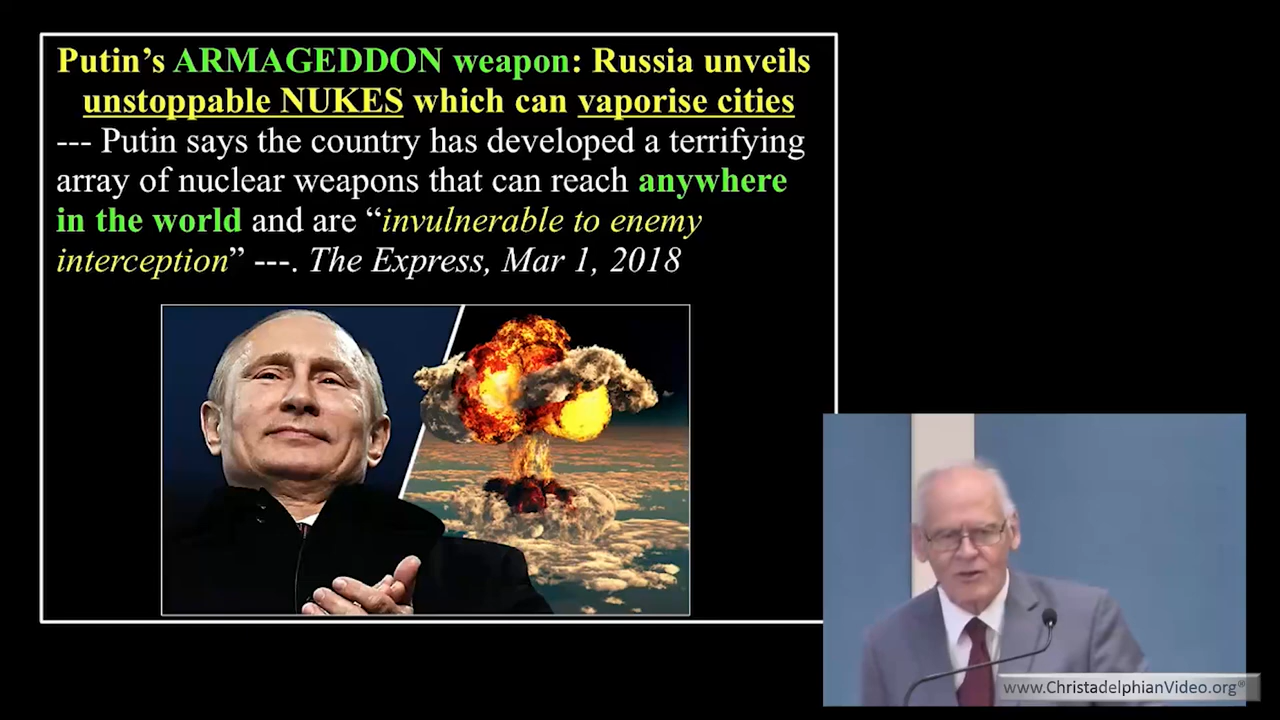 Putin’s ARMAGEDDON weapon: Russia unveils
unstoppable NUKES which can vaporise cities
--- Putin says the country has developed a terrifying
array of nuclear weapons that can reach anywhere
in the world and are “invulnerable to enemy
interception” ---. The Express, Mar 1, 2018
www.ChristadelphianVideo.org®